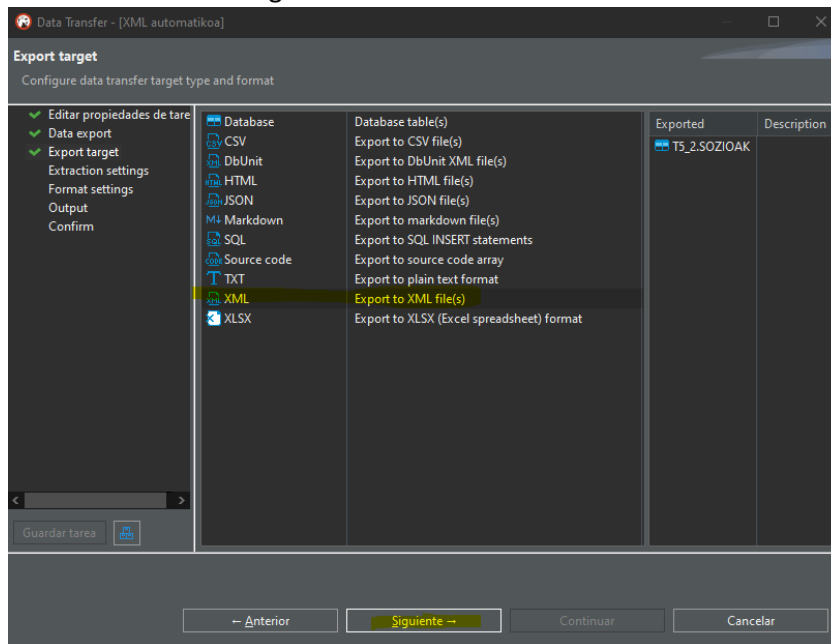 Data Transfer - [XML automatikoa]
Export target
Configure data transfer target type and format
Editar propiedades de tare
Data export
Export target
Extraction settings
Format settings
Output
Confirm
Database Database table(s)
CSV Export to CSV file(s)
DbUnit Export to DbUnit XML file(s)
HTML Export to HTML file(s)
JSON Export to JSON file(s)
Markdown Export to markdown file(s)
SQL Export to SQL INSERT statements
Source code Export to source code array
TXT Export to plain text format
XML Export to XML file(s)
XLSX Export to XLSX (Excel spreadsheet) format
Exported Description
T5_2.SOZIOAK
Guardar tarea
← Anterior Siguiente → Continuar Cancelar